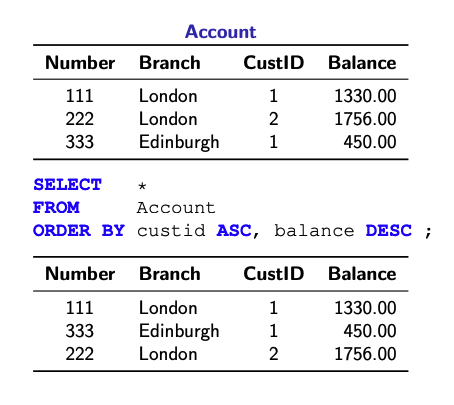 Account
Number Branch CustID Balance
111 London 1 1330.00
222 London 2 1756.00
333 Edinburgh 1 450.00
SELECT *
FROM Account
ORDER BY custid ASC, balance DESC ;
Number Branch CustID Balance
111 London 1 1330.00
333 Edinburgh 1 450.00
222 London 2 1756.00